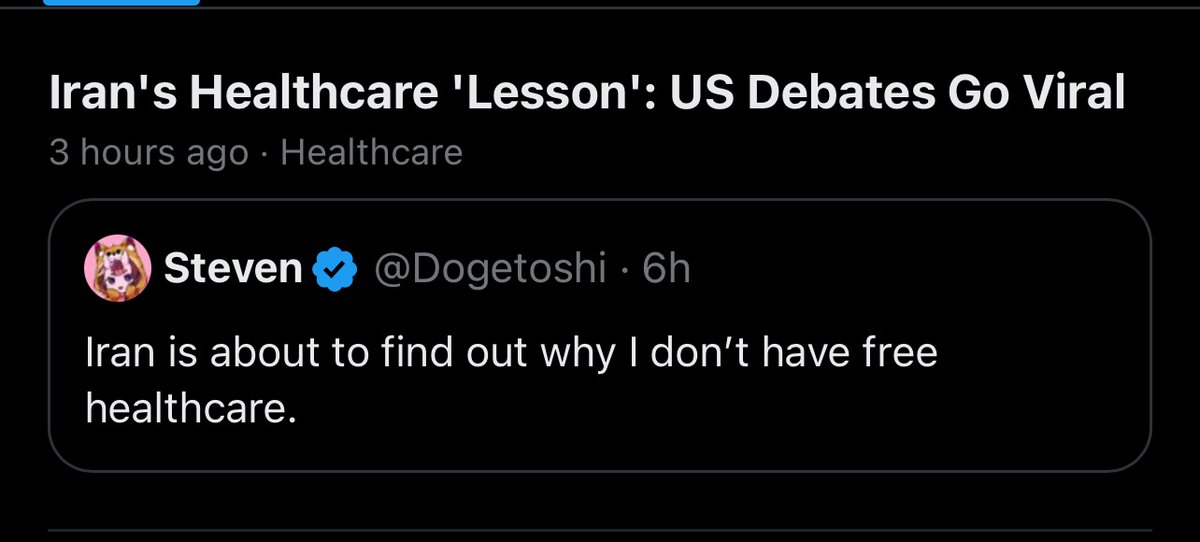 Iran's Healthcare 'Lesson': US Debates Go Viral
3 hours ago · Healthcare
Steven @Dogetoshi · 6h
Iran is about to find out why I don’t have free
healthcare.